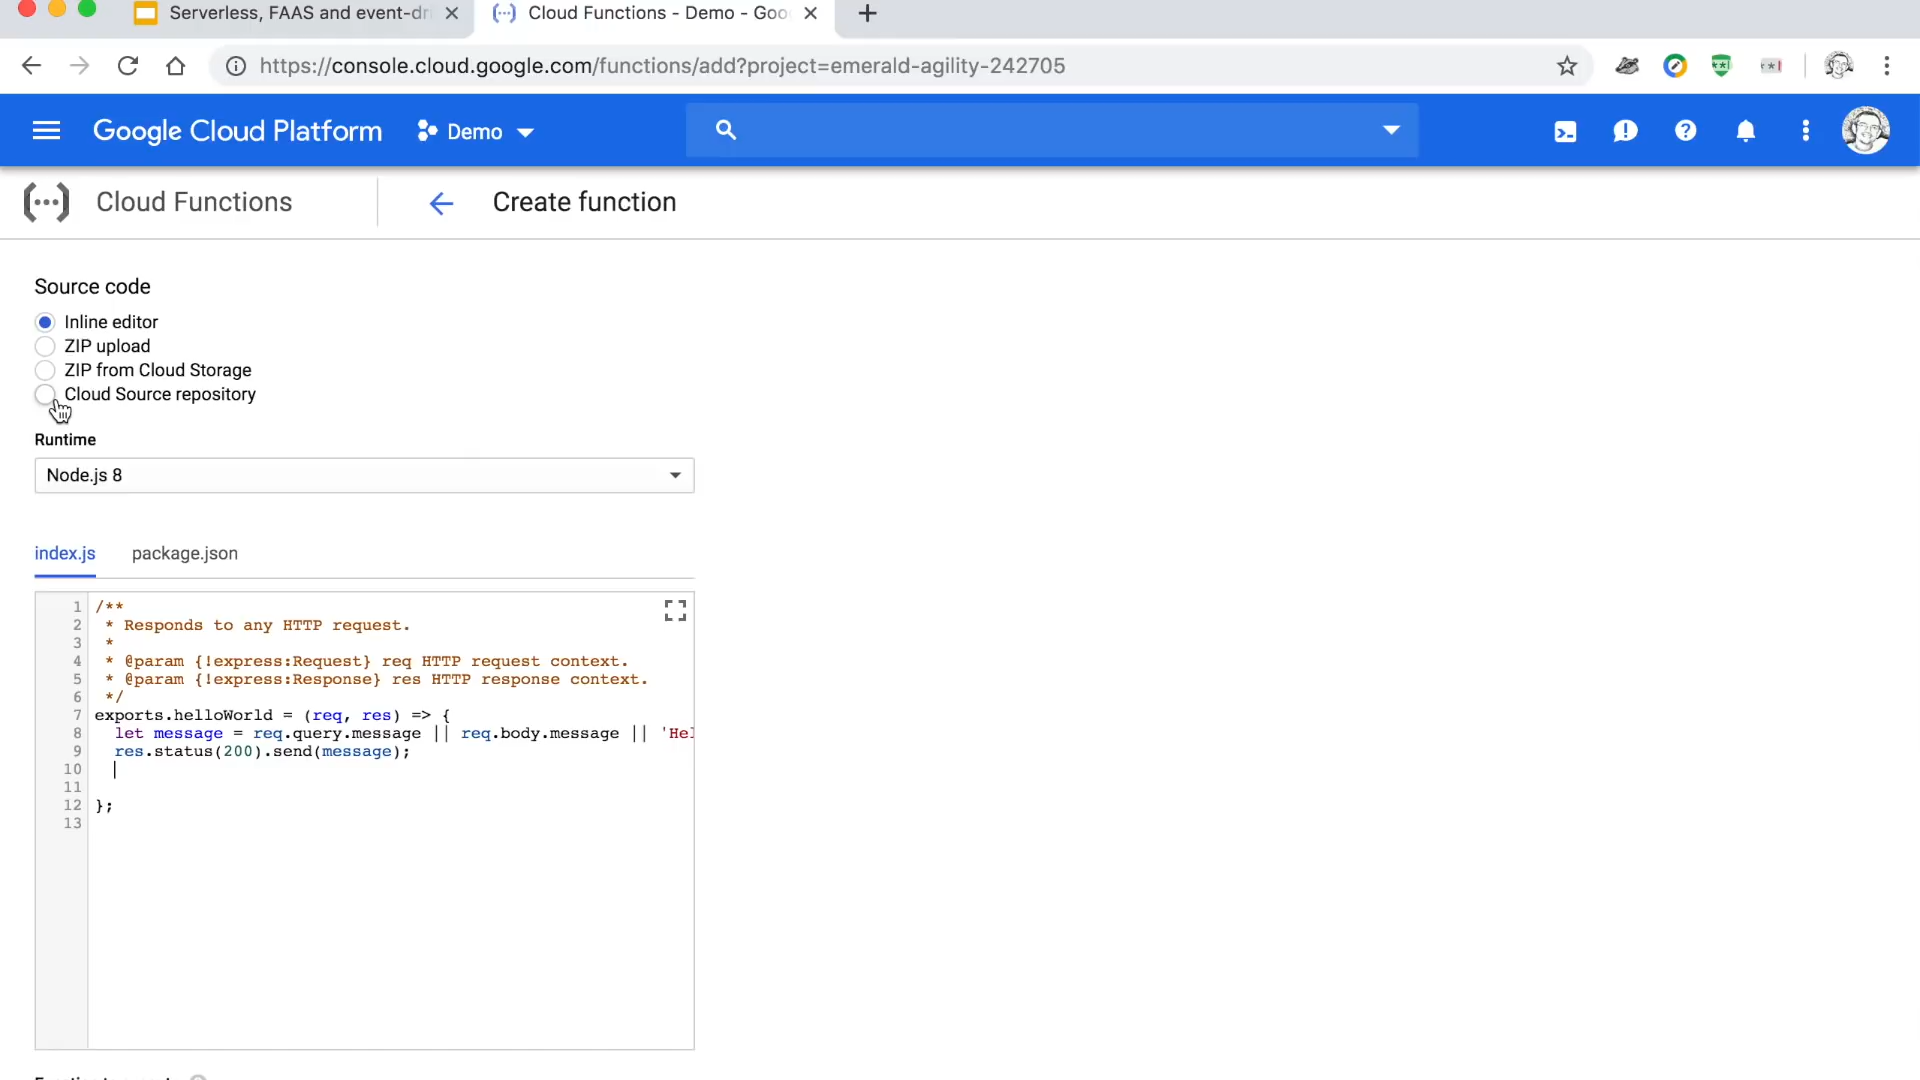 Serverless, FAAS and event-dri
Cloud Functions - Demo - Goo
https://console.cloud.google.com/functions/add?project=emerald-agility-242705
Google Cloud Platform
Demo
Cloud Functions
Create function
Source code
Inline editor
ZIP upload
ZIP from Cloud Storage
Cloud Source repository
Runtime
Node.js 8
index.js package.json
1 /**
2 * Responds to any HTTP request.
3 *
4 * @param {!express:Request} req HTTP request context.
5 * @param {!express:Response} res HTTP response context.
6 */
7 exports.helloWorld = (req, res) => {
8 let message = req.query.message || req.body.message || 'Hel
9 res.status(200).send(message);
10
11
12 };
13